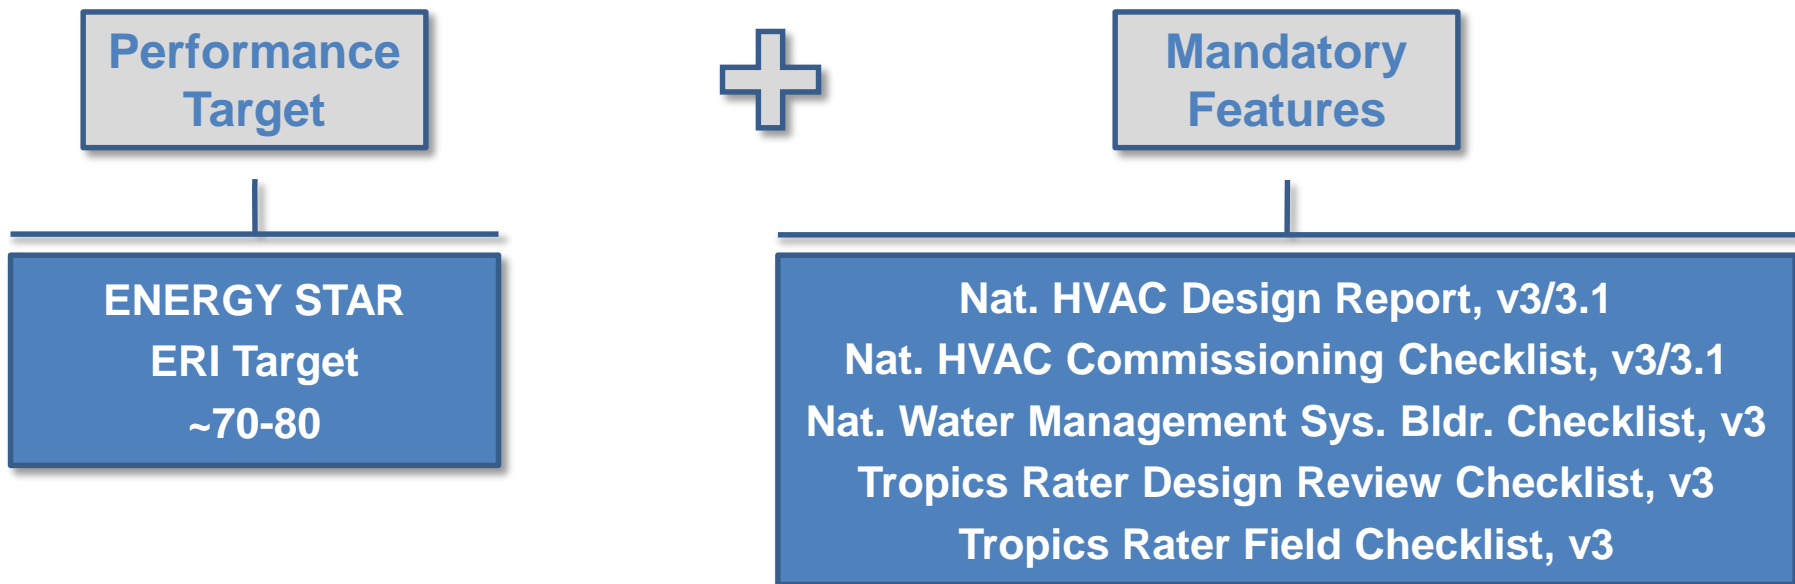 Performance
Target
Mandatory
Features
ENERGY STAR
ERI Target
~70-80
Nat. HVAC Design Report, v3/3.1
Nat. HVAC Commissioning Checklist, v3/3.1
Nat. Water Management Sys. Bldr. Checklist, v3
Tropics Rater Design Review Checklist, v3
Tropics Rater Field Checklist, v3